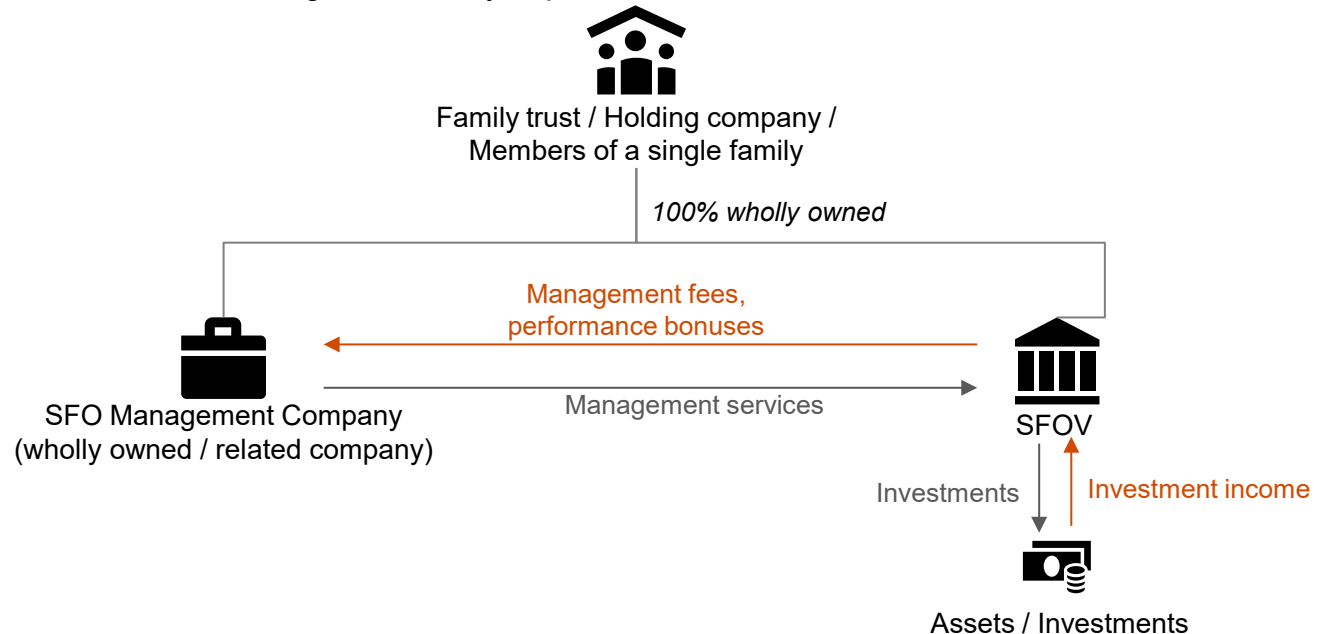 Family trust / Holding company /
Members of a single family
100% wholly owned
Management fees,
performance bonuses
Management services
SFO Management Company
(wholly owned / related company)
SFOV
Investments
Investment income
Assets / Investments